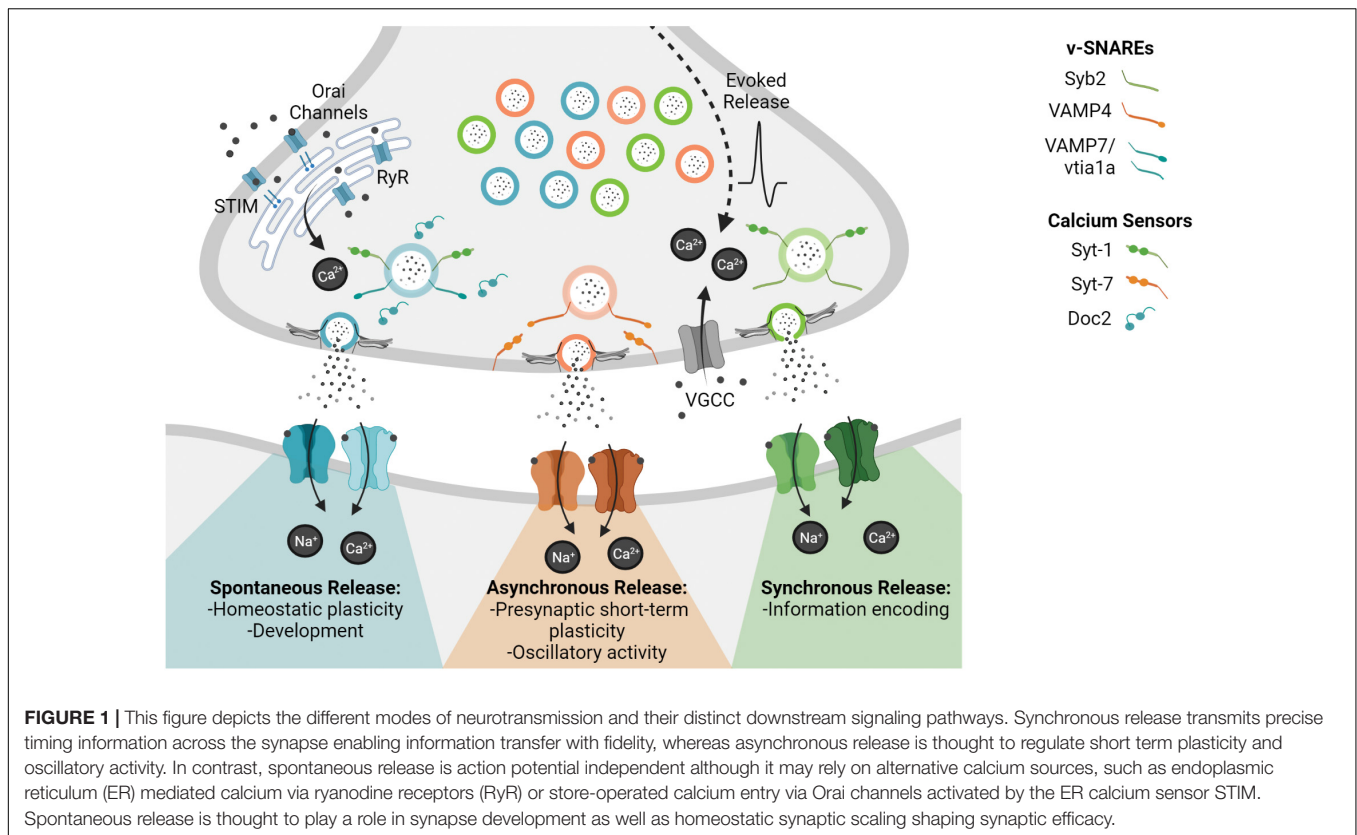 Orai
Channels
RyR
STIM
Ca²⁺
Evoked
Release
Ca²⁺
Ca²⁺
VGCC
v-SNAREs
Syb2
VAMP4
VAMP7/
vtia1a
Calcium Sensors
Syt-1
Syt-7
Doc2
Na⁺
Ca²⁺
Spontaneous Release:
-Homeostatic plasticity
-Development
Na⁺
Ca²⁺
Asynchronous Release:
-Presynaptic short-term
plasticity
-Oscillatory activity
Na⁺
Ca²⁺
Synchronous Release:
-Information encoding
FIGURE 1 | This figure depicts the different modes of neurotransmission and their distinct downstream signaling pathways. Synchronous release transmits precise
timing information across the synapse enabling information transfer with fidelity, whereas asynchronous release is thought to regulate short term plasticity and
oscillatory activity. In contrast, spontaneous release is action potential independent although it may rely on alternative calcium sources, such as endoplasmic
reticulum (ER) mediated calcium via ryanodine receptors (RyR) or store-operated calcium entry via Orai channels activated by the ER calcium sensor STIM.
Spontaneous release is thought to play a role in synapse development as well as homeostatic synaptic scaling shaping synaptic efficacy.